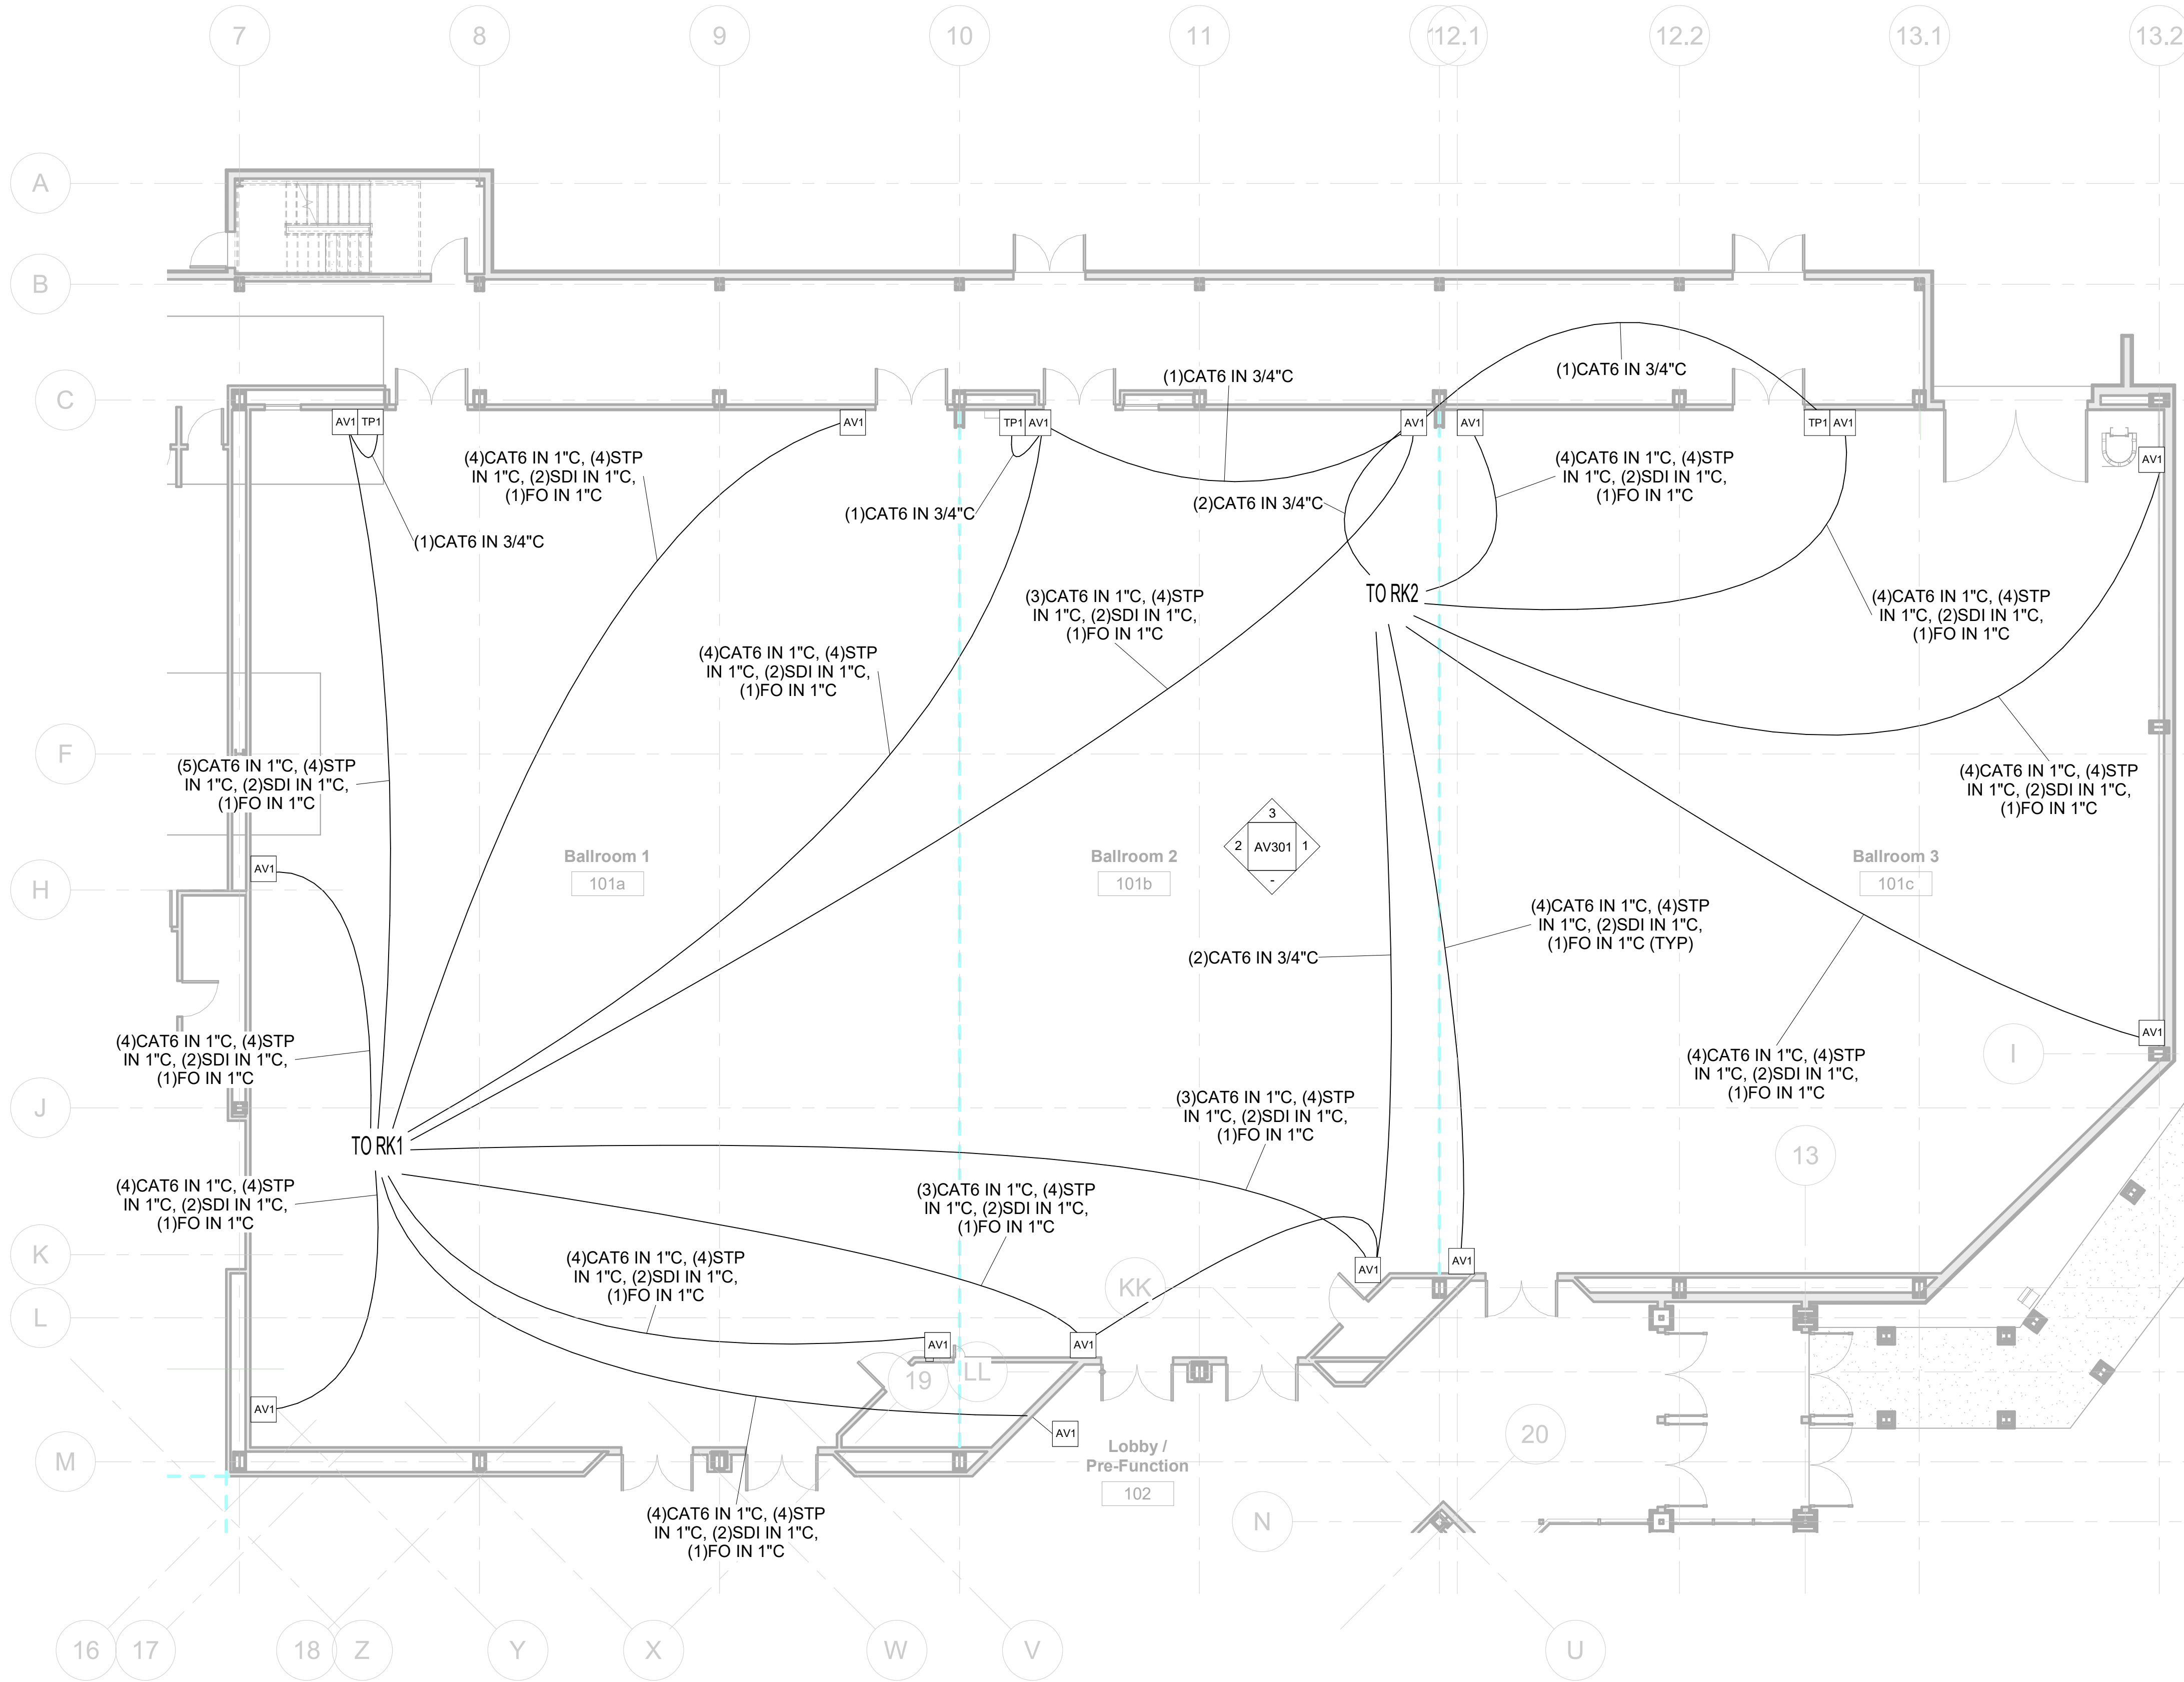 7
8
9
10
11
12.1
12.2
13.1
13.2
A
B
C
(1)CAT6 IN 3/4"C
(1)CAT6 IN 3/4"C
AV1
TP1
AV1
TP1
AV1
AV1
AV1
TP1
AV1
AV1
(4)CAT6 IN 1"C, (4)STP
IN 1"C, (2)SDI IN 1"C,
(1)FO IN 1"C
(4)CAT6 IN 1"C, (4)STP
IN 1"C, (2)SDI IN 1"C,
(1)FO IN 1"C
(2)CAT6 IN 3/4"C
(1)CAT6 IN 3/4"C
(1)CAT6 IN 3/4"C
TO RK2
(3)CAT6 IN 1"C, (4)STP
IN 1"C, (2)SDI IN 1"C,
(1)FO IN 1"C
(4)CAT6 IN 1"C, (4)STP
IN 1"C, (2)SDI IN 1"C,
(1)FO IN 1"C
(4)CAT6 IN 1"C, (4)STP
IN 1"C, (2)SDI IN 1"C,
(1)FO IN 1"C
F
(5)CAT6 IN 1"C, (4)STP
IN 1"C, (2)SDI IN 1"C,
(1)FO IN 1"C
(4)CAT6 IN 1"C, (4)STP
IN 1"C, (2)SDI IN 1"C,
(1)FO IN 1"C
3
2
AV301
1
-
Ballroom 1
101a
Ballroom 2
101b
Ballroom 3
101c
AV1
H
(4)CAT6 IN 1"C, (4)STP
IN 1"C, (2)SDI IN 1"C,
(1)FO IN 1"C (TYP)
(2)CAT6 IN 3/4"C
(4)CAT6 IN 1"C, (4)STP
IN 1"C, (2)SDI IN 1"C,
(1)FO IN 1"C
AV1
I
(4)CAT6 IN 1"C, (4)STP
IN 1"C, (2)SDI IN 1"C,
(1)FO IN 1"C
J
(3)CAT6 IN 1"C, (4)STP
IN 1"C, (2)SDI IN 1"C,
(1)FO IN 1"C
TO RK1
13
(4)CAT6 IN 1"C, (4)STP
IN 1"C, (2)SDI IN 1"C,
(1)FO IN 1"C
(3)CAT6 IN 1"C, (4)STP
IN 1"C, (2)SDI IN 1"C,
(1)FO IN 1"C
K
(4)CAT6 IN 1"C, (4)STP
IN 1"C, (2)SDI IN 1"C,
(1)FO IN 1"C
AV1
AV1
KK
L
AV1
AV1
19
LL
AV1
AV1
20
M
Lobby /
Pre-Function
102
(4)CAT6 IN 1"C, (4)STP
IN 1"C, (2)SDI IN 1"C,
(1)FO IN 1"C
N
16
17
18
Z
Y
X
W
V
U